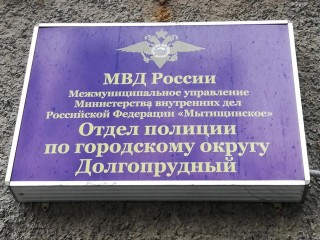 МВД России
Межмуниципальное управление
Министерства внутренних дел
Российской Федерации «Мытищинское»
Отдел полиции
по городскому округу
Долгопрудный